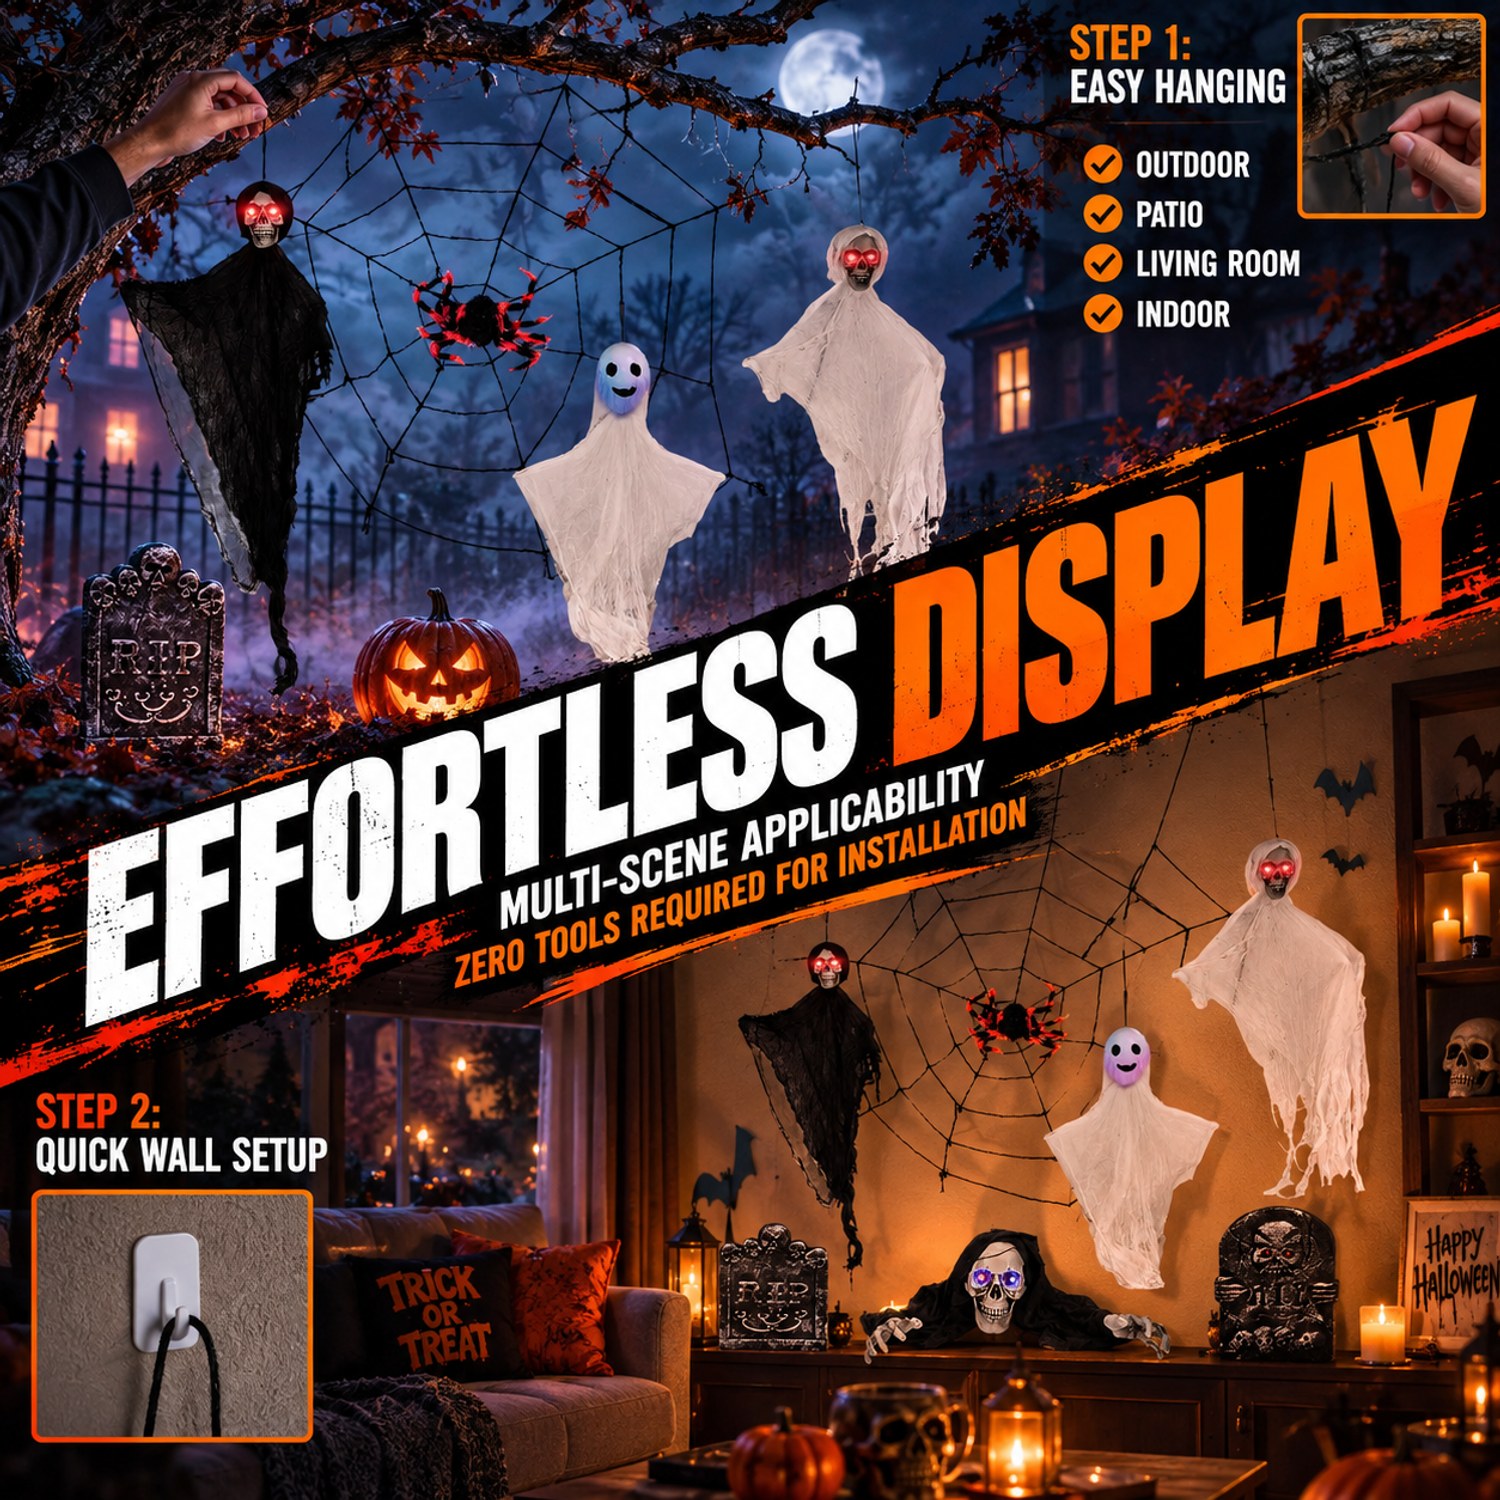 STEP 1:
EASY HANGING
OUTDOOR
PATIO
LIVING ROOM
INDOOR
RIP
EFFORTLESS DISPLAY
MULTI-SCENE APPLICABILITY
ZERO TOOLS REQUIRED FOR INSTALLATION
STEP 2:
QUICK WALL SETUP
TRICK
OR
TREAT
RIP
HAPPY
HALLOWEEN